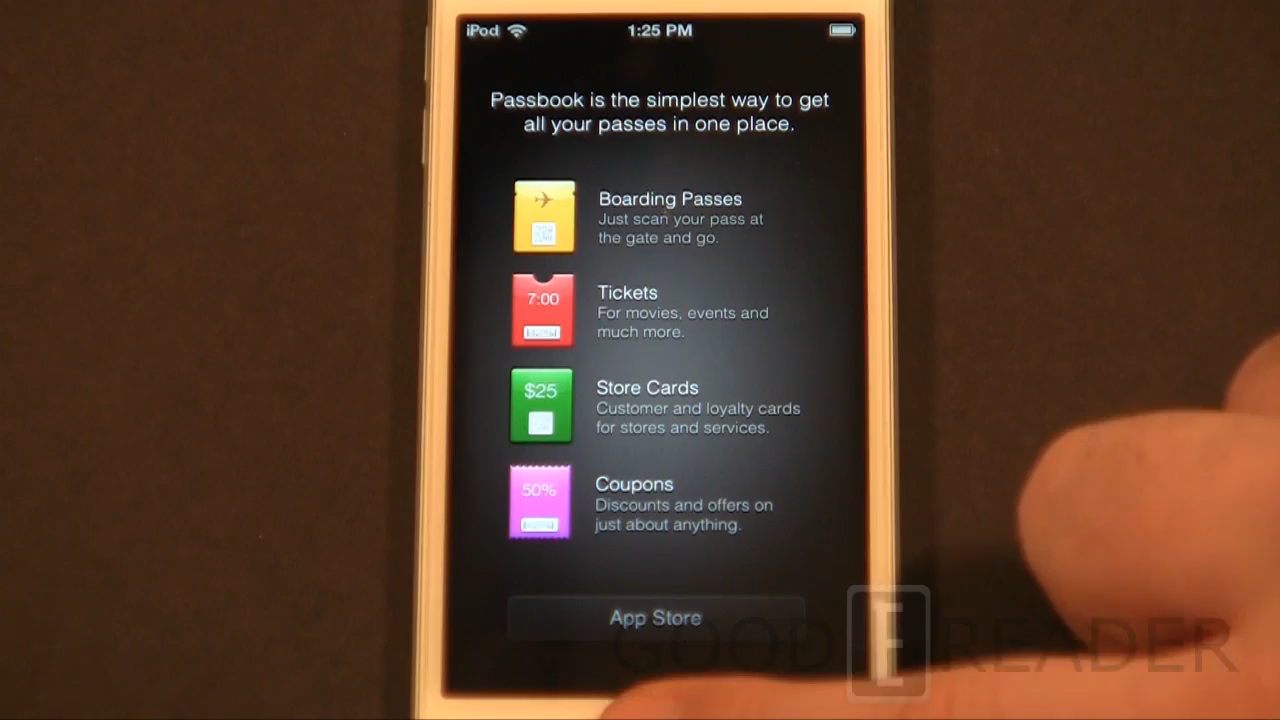 iPod
1:25 PM
Passbook is the simplest way to get
all your passes in one place.
Boarding Passes
Just scan your pass at
the gate and go.
7:00
Tickets
For movies, events and
much more.
$25
Store Cards
Customer and loyalty cards
for stores and services.
50%
Coupons
Discounts and offers on
just about anything.
App Store
GOOD E READER